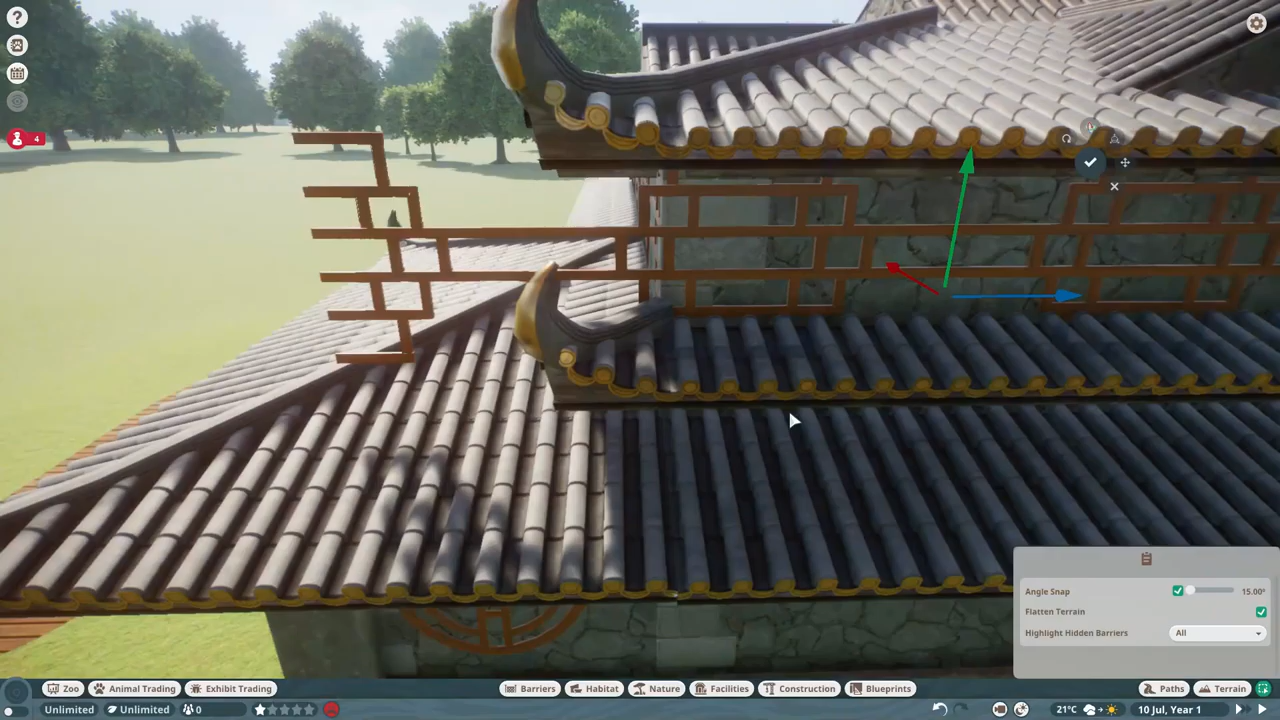 ?
4
Angle Snap 15.00°
Flatten Terrain
Highlight Hidden Barriers All
Zoo Animal Trading Exhibit Trading Barriers Habitat Nature Facilities Construction Blueprints Paths Terrain
Unlimited Unlimited 0 21°C 10 Jul, Year 1